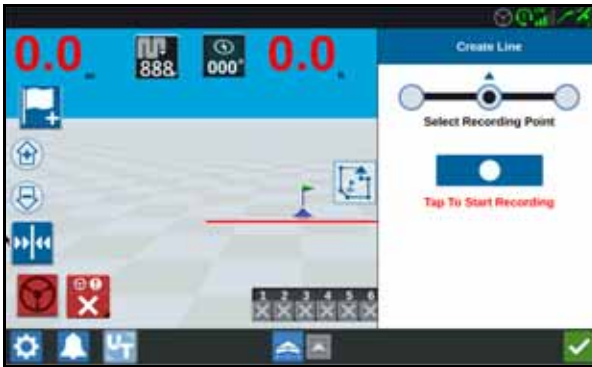 Create Line
0.0
888
000°
0.0
Select Recording Point
Tap To Start Recording
1 2 3 4 5 6
UT